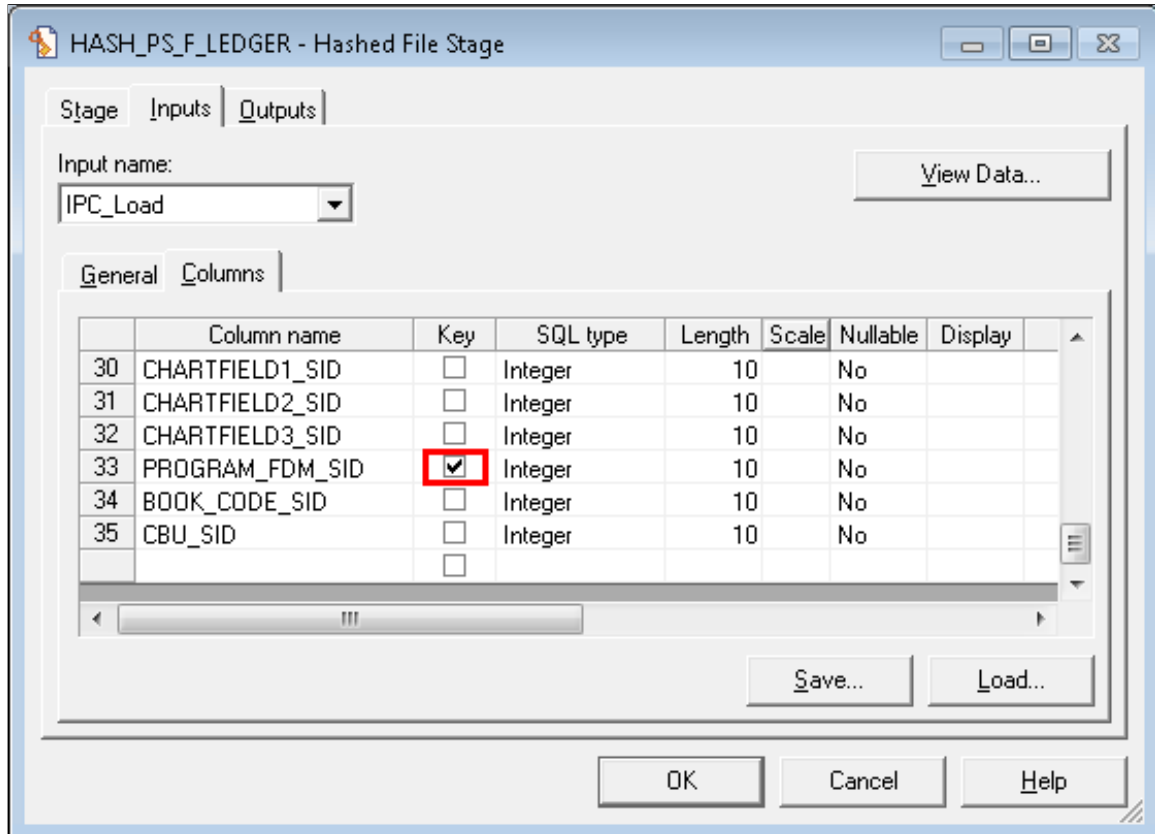 HASH_PS_F_LEDGER - Hashed File Stage
Stage Inputs Outputs
Input name:
View Data...
IPC_Load
General Columns
Column name Key SQL type Length Scale Nullable Display
30 CHARTFIELD1_SID Integer 10 No
31 CHARTFIELD2_SID Integer 10 No
32 CHARTFIELD3_SID Integer 10 No
33 PROGRAM_FDM_SID Integer 10 No
34 BOOK_CODE_SID Integer 10 No
35 CBU_SID Integer 10 No
Save... Load...
OK Cancel Help